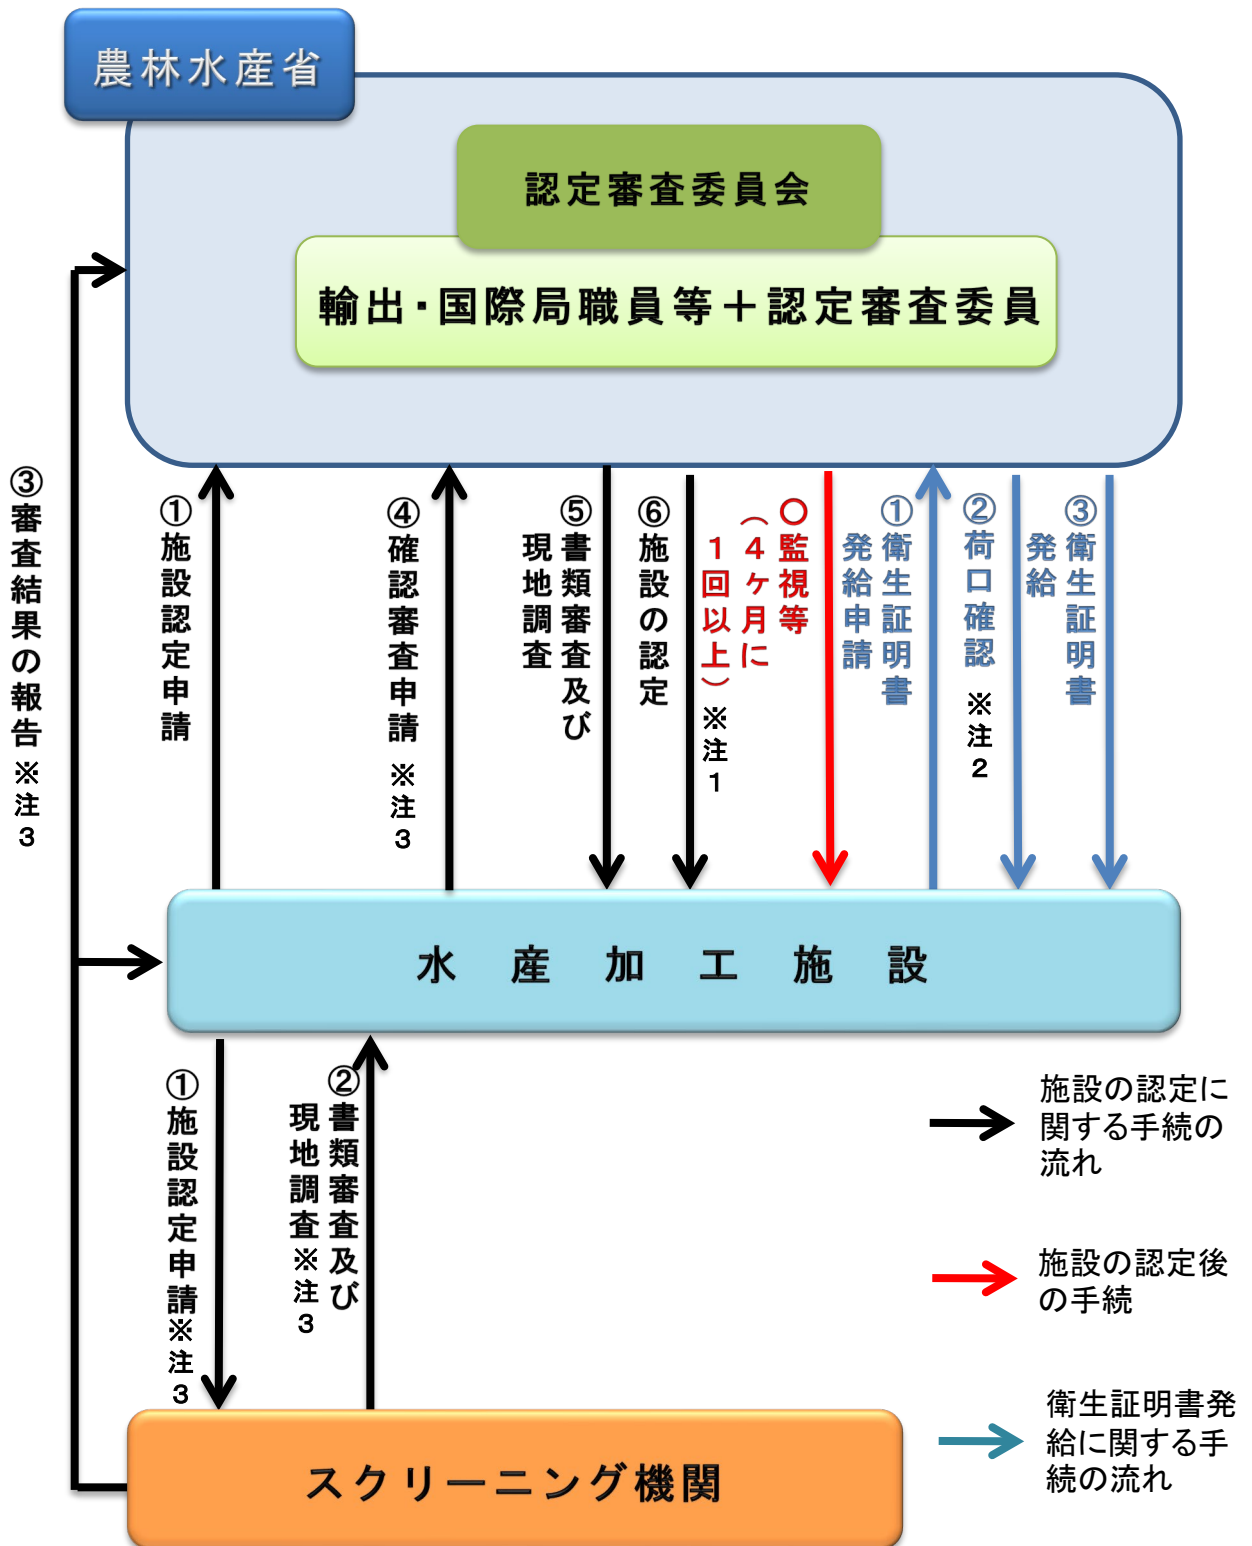 農林水産省
認定審査委員会
輸出・国際局職員等＋認定審査委員
③審査結果の報告※注３
①施設認定申請
④確認審査申請※注３
⑤書類審査及び
現地調査
⑥施設の認定
○監視等
（４ヶ月に
１回以上）※注１
①衛生証明書
発給申請
②荷口確認※注２
③衛生証明書
発給
水産加工施設
①施設認定申請※注３
②書類審査及び
現地調査※注３
施設の認定に
関する手続の
流れ
施設の認定後
の手続
衛生証明書発
給に関する手
続の流れ
スクリーニング機関